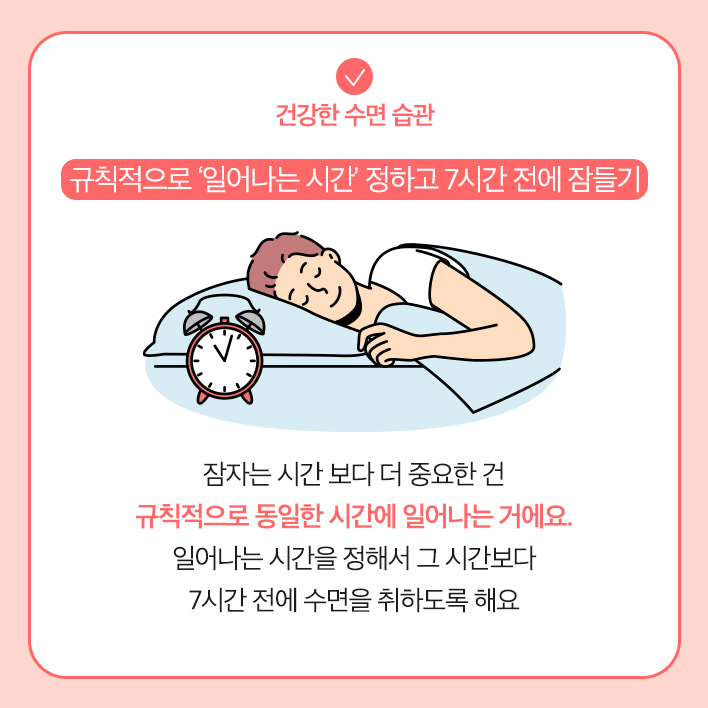 건강한 수면 습관
규칙적으로 ‘일어나는 시간’ 정하고 7시간 전에 잠들기
잠자는 시간 보다 더 중요한 건
규칙적으로 동일한 시간에 일어나는 거에요.
일어나는 시간을 정해서 그 시간보다
7시간 전에 수면을 취하도록 해요